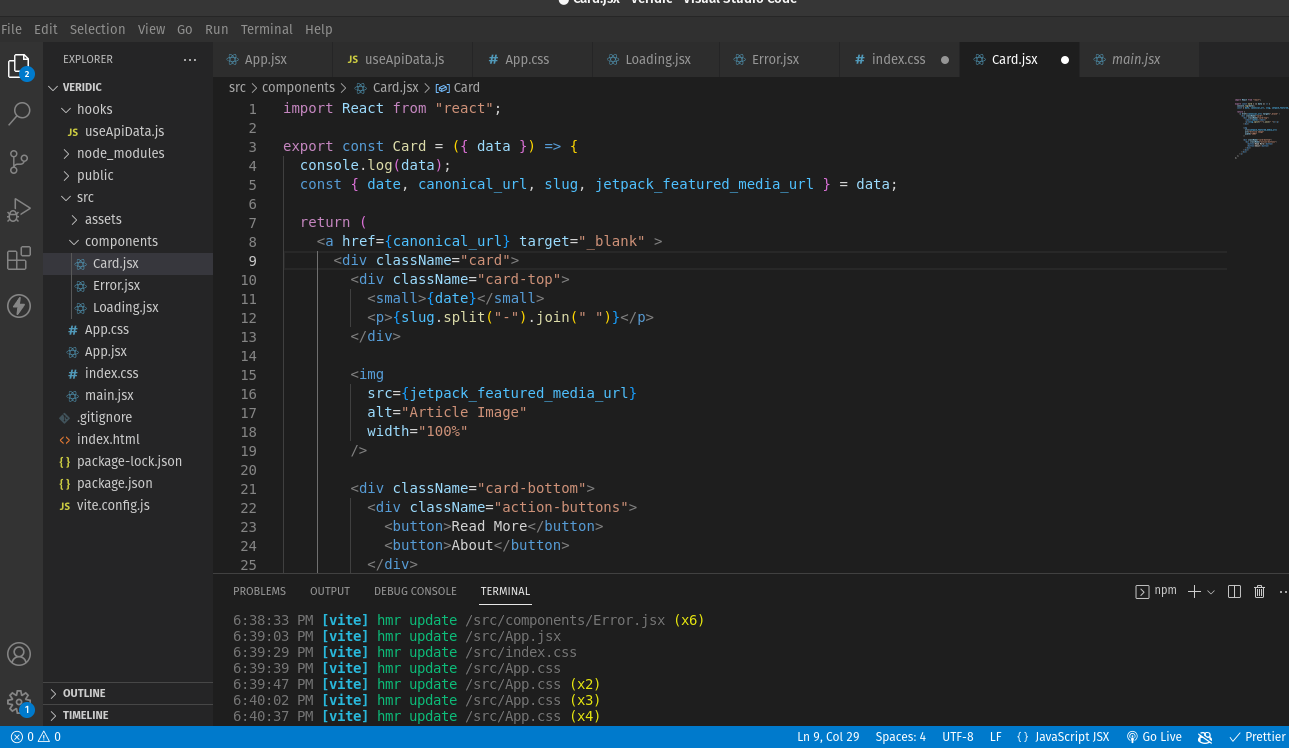 Card.jsx - Veridic - Visual Studio Code
File Edit Selection View Go Run Terminal Help
EXPLORER ...
App.jsx JS useApiData.js # App.css Loading.jsx Error.jsx # index.css Card.jsx main.jsx
2
VERIDIC
hooks
JS useApiData.js
node_modules
public
src
assets
components
Card.jsx
Error.jsx
Loading.jsx
# App.css
App.jsx
# index.css
main.jsx
.gitignore
<> index.html
{} package-lock.json
{} package.json
JS vite.config.js
OUTLINE
TIMELINE
1
src > components > Card.jsx > Card
1 import React from "react";
2
3 export const Card = ({ data }) => {
4 console.log(data);
5 const { date, canonical_url, slug, jetpack_featured_media_url } = data;
6
7 return (
8 <a href={canonical_url} target="_blank" >
9 <div className="card">
10 <div className="card-top">
11 <small>{date}</small>
12 <p>{slug.split("-").join(" ")}</p>
13 </div>
14
15 <img
16 src={jetpack_featured_media_url}
17 alt="Article Image"
18 width="100%"
19 />
20
21 <div className="card-bottom">
22 <div className="action-buttons">
23 <button>Read More</button>
24 <button>About</button>
25 </div>
PROBLEMS OUTPUT DEBUG CONSOLE TERMINAL npm
6:38:33 PM [vite] hmr update /src/components/Error.jsx (x6)
6:39:03 PM [vite] hmr update /src/App.jsx
6:39:29 PM [vite] hmr update /src/index.css
6:39:39 PM [vite] hmr update /src/App.css
6:39:47 PM [vite] hmr update /src/App.css (x2)
6:40:02 PM [vite] hmr update /src/App.css (x3)
6:40:37 PM [vite] hmr update /src/App.css (x4)
0 0 Ln 9, Col 29 Spaces: 4 UTF-8 LF {} JavaScript JSX Go Live Prettier